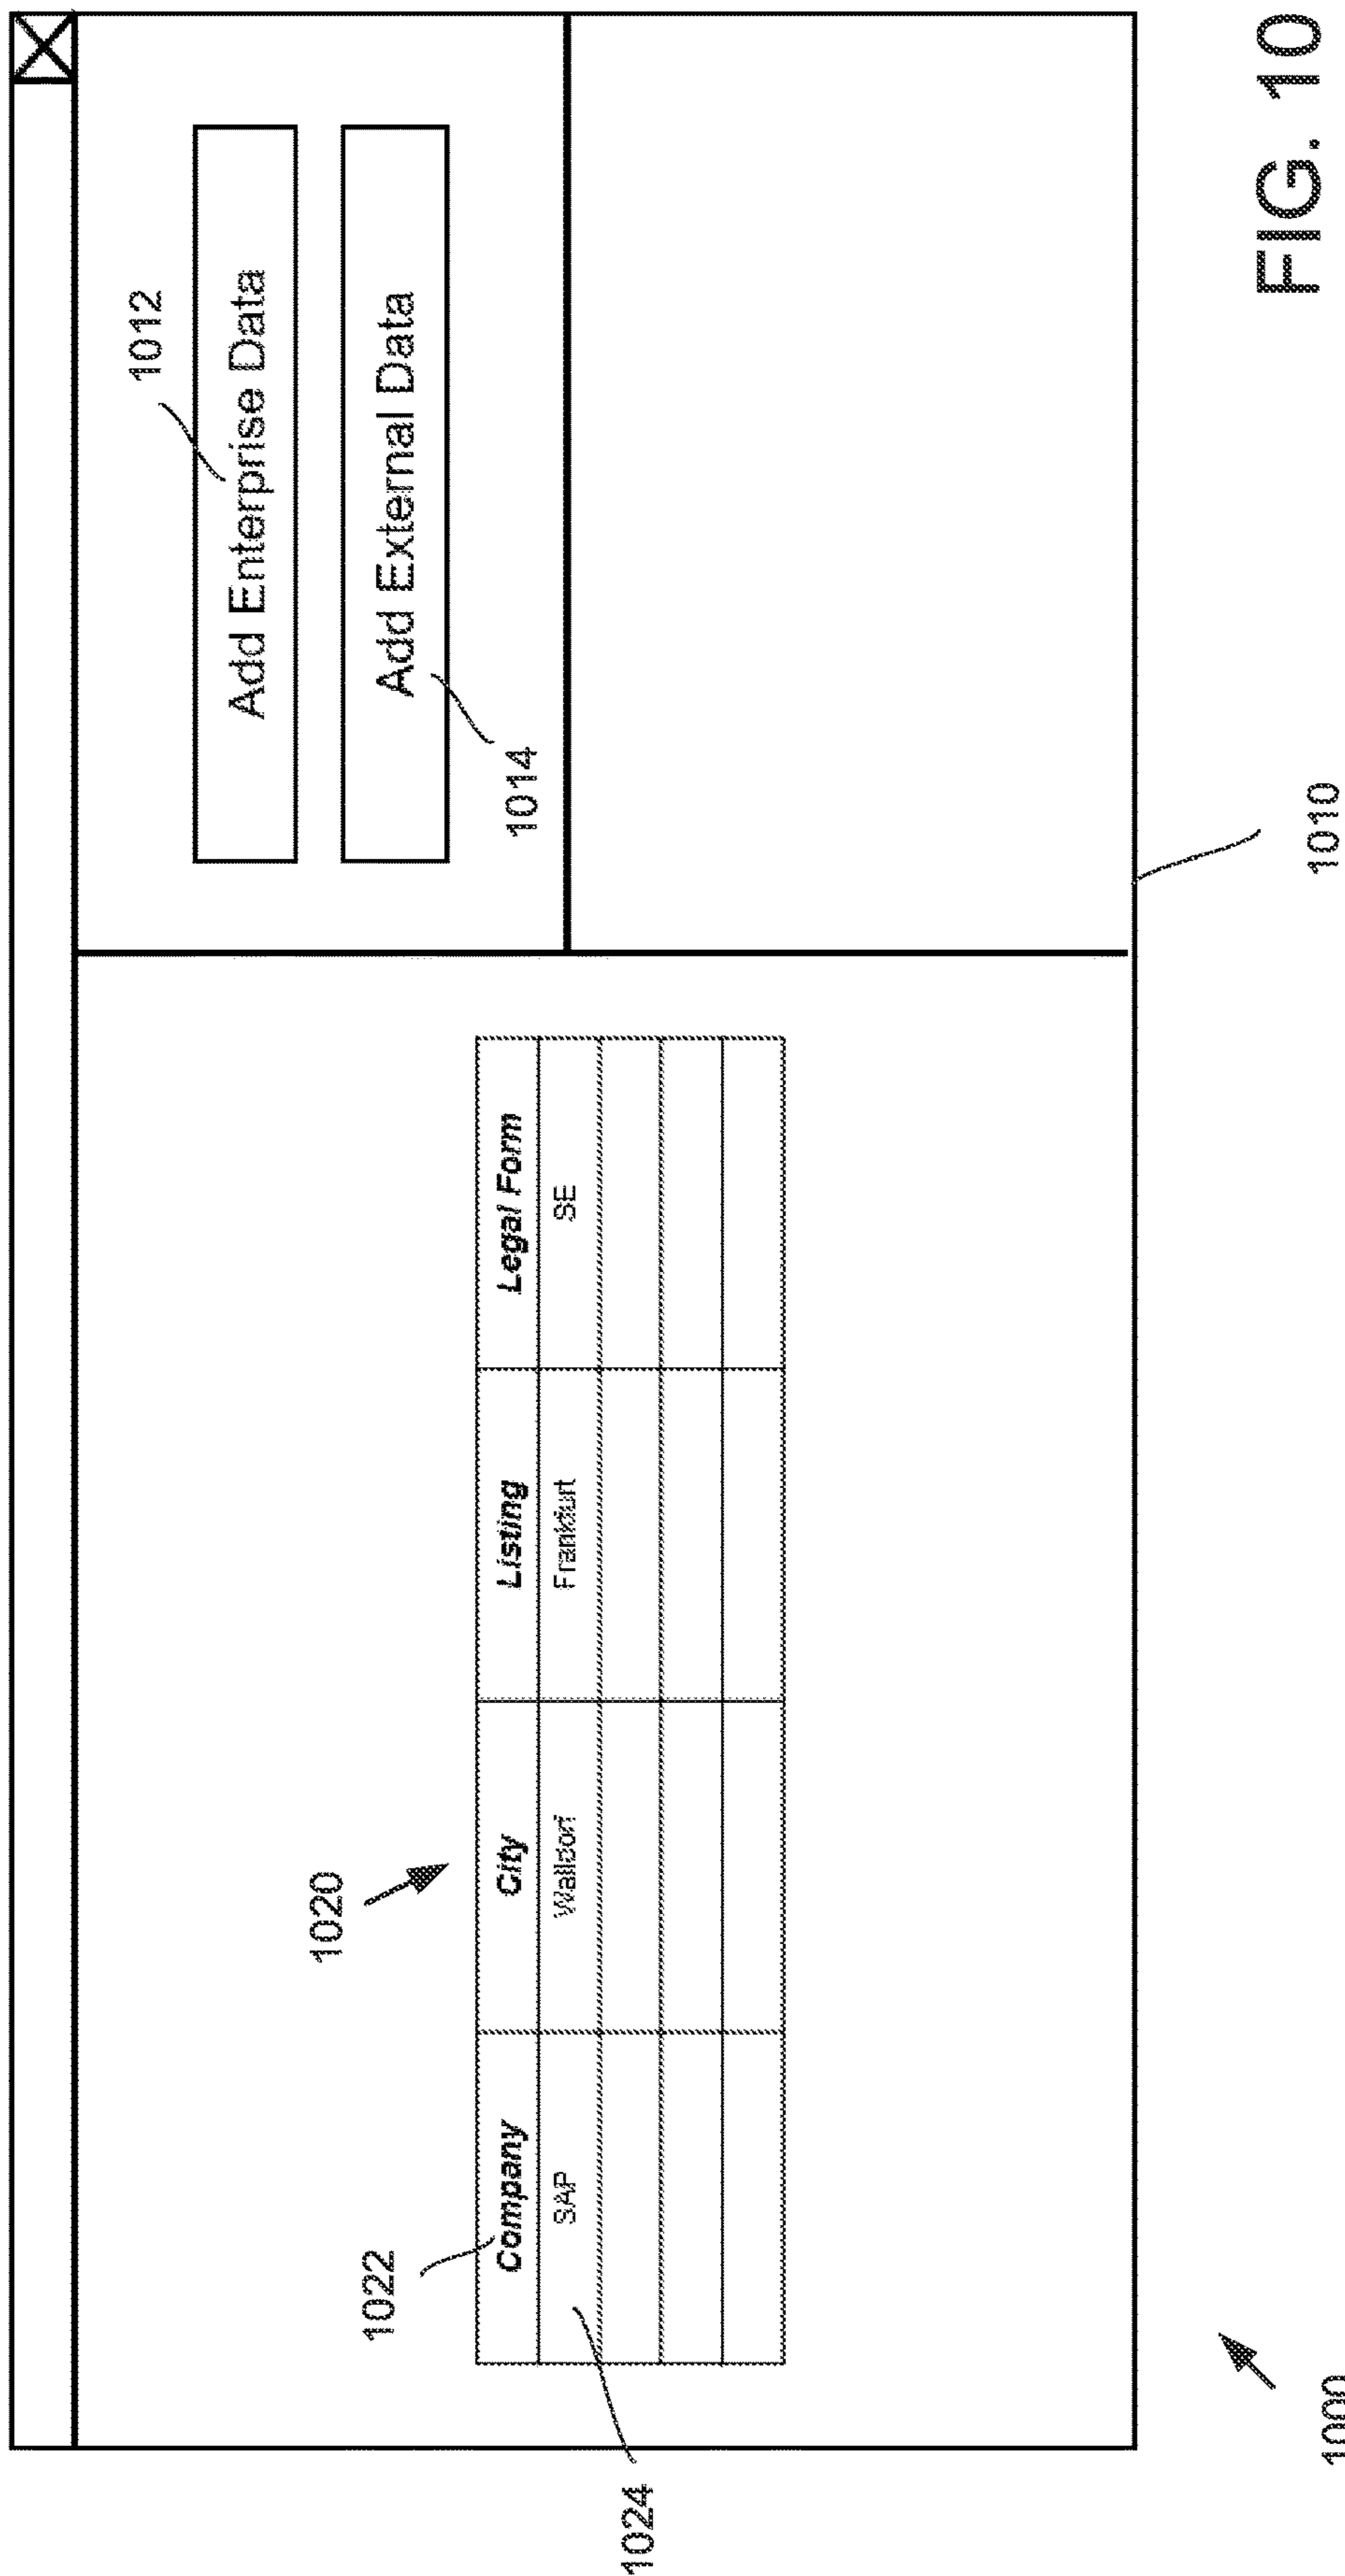 1012
Add Enterprise Data
Add External Data
1014
1020
1022
Company City Listing Legal Form
SAP Walldorf Frankfurt SE
1024
1010
1000
FIG. 10